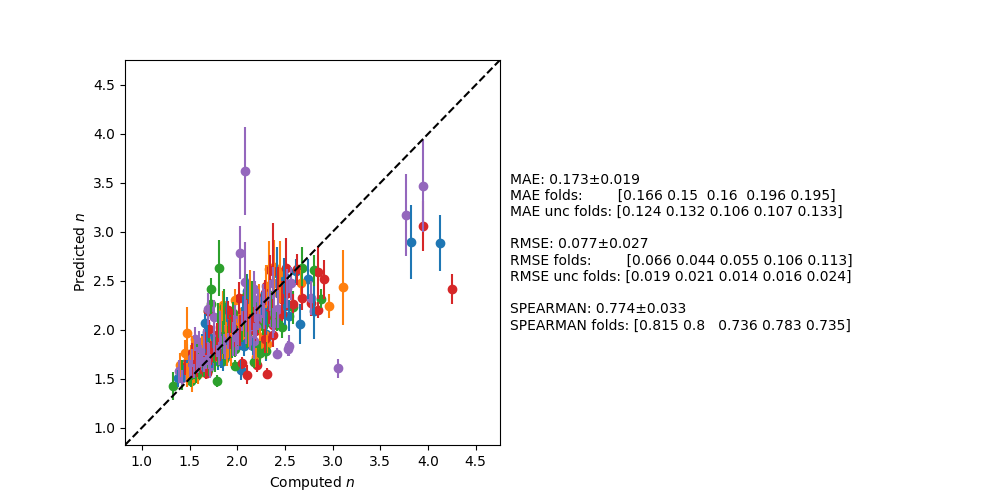 4.5
4.0
3.5
3.0
2.5
2.0
1.5
1.0
Predicted n
1.0 1.5 2.0 2.5 3.0 3.5 4.0 4.5
Computed n
MAE: 0.173±0.019
MAE folds: [0.166 0.15 0.16 0.196 0.195]
MAE unc folds: [0.124 0.132 0.106 0.107 0.133]
RMSE: 0.077±0.027
RMSE folds: [0.066 0.044 0.055 0.106 0.113]
RMSE unc folds: [0.019 0.021 0.014 0.016 0.024]
SPEARMAN: 0.774±0.033
SPEARMAN folds: [0.815 0.8 0.736 0.783 0.735]